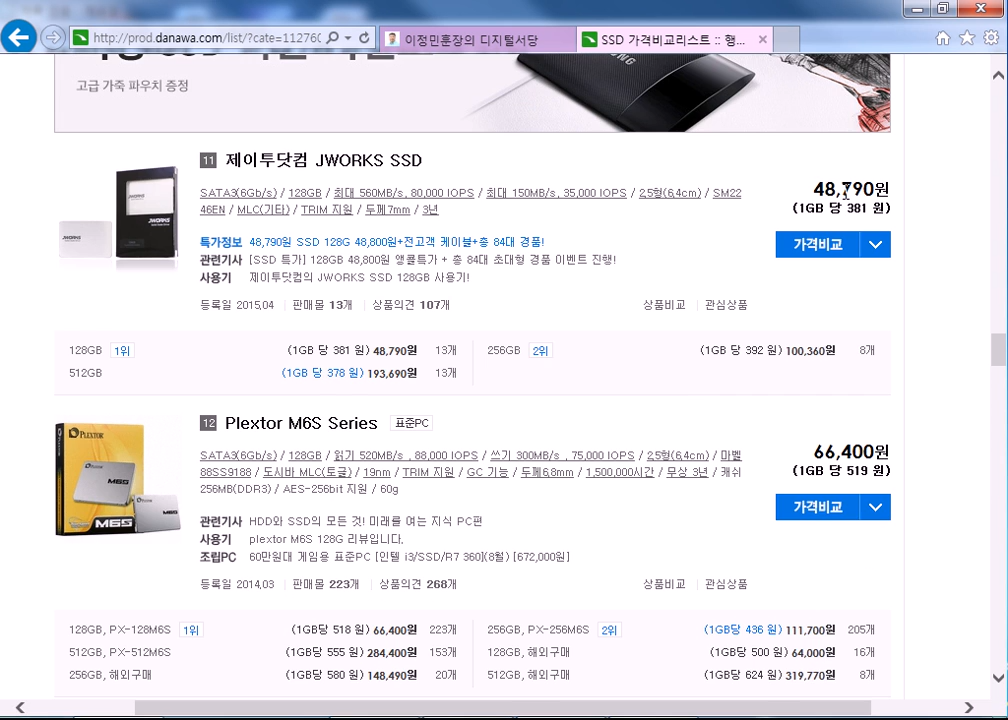 http://prod.danawa.com/list/?cate=112760
이정민훈장의 디지털서당
SSD 가격비교리스트 :: 행...
고급 가죽 파우치 증정
11 제이투닷컴 JWORKS SSD
SATA3(6Gb/s) / 128GB / 최대 560MB/s, 80,000 IOPS / 최대 150MB/s, 35,000 IOPS / 2,5형(6,4cm) / SM22
46EN / MLC(기타) / TRIM 지원 / 두께7mm / 3년
48,790원
(1GB 당 381 원)
가격비교
특가정보 48,790원 SSD 128G 48,800원+전고객 케이블+총 84대 경품!
관련기사 [SSD 특가] 128GB 48,800원 앵콜특가 + 총 84대 초대형 경품 이벤트 진행!
사용기 제이투닷컴의 JWORKS SSD 128GB 사용기!
등록일 2015,04 판매몰 13개 상품의견 107개 상품비교 관심상품
128GB 1위 (1GB 당 381 원) 48,790원 13개 256GB 2위 (1GB 당 392 원) 100,360원 8개
512GB (1GB 당 378 원) 193,690원 13개
12 Plextor M6S Series 표준PC
SATA3(6Gb/s) / 128GB / 읽기 520MB/s , 88,000 IOPS / 쓰기 300MB/s , 75,000 IOPS / 2,5형(6,4cm) / 마벨
88SS9188 / 도시바 MLC(토글) / 19nm / TRIM 지원 / GC 기능 / 두께6,8mm / 1,500,000시간 / 무상 3년 / 캐쉬
256MB(DDR3) / AES-256bit 지원 / 60g
66,400원
(1GB 당 519 원)
가격비교
관련기사 HDD와 SSD의 모든 것! 미래를 여는 지식 PC편
사용기 plextor M6S 128G 리뷰입니다,
조립PC 60만원대 게임용 표준PC [인텔 i3/SSD/R7 360](8월) [672,000원]
등록일 2014,03 판매몰 223개 상품의견 268개 상품비교 관심상품
128GB, PX-128M6S 1위 (1GB당 518 원) 66,400원 223개 256GB, PX-256M6S 2위 (1GB당 436 원) 111,700원 205개
512GB, PX-512M6S (1GB당 555 원) 284,400원 153개 128GB, 해외구매 (1GB당 500 원) 64,000원 16개
256GB, 해외구매 (1GB당 580 원) 148,490원 20개 512GB, 해외구매 (1GB당 624 원) 319,770원 8개